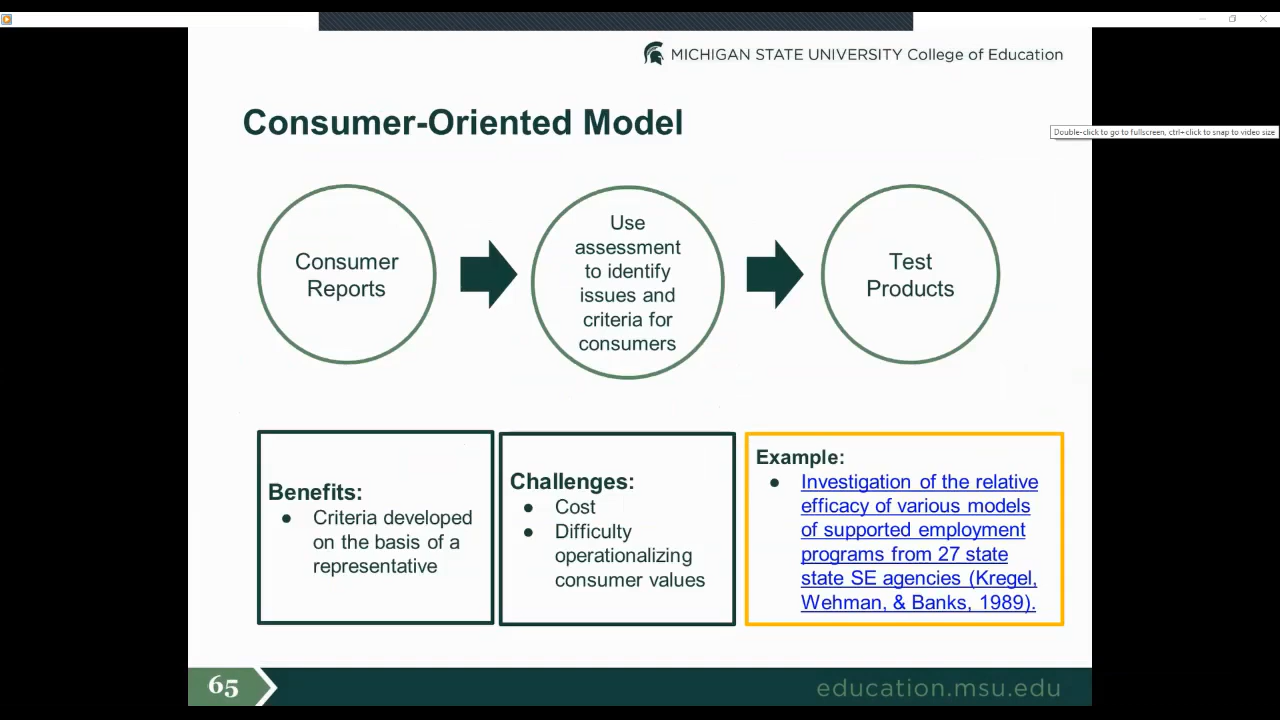 MICHIGAN STATE UNIVERSITY College of Education
Consumer-Oriented Model
Double-click to go to fullscreen, ctrl+click to snap to video size
Consumer
Reports
Use
assessment
to identify
issues and
criteria for
consumers
Test
Products
Benefits:
● Criteria developed
on the basis of a
representative
Challenges:
● Cost
● Difficulty
operationalizing
consumer values
Example:
● Investigation of the relative
efficacy of various models
of supported employment
programs from 27 state
state SE agencies (Kregel,
Wehman, & Banks, 1989).
65
education.msu.edu